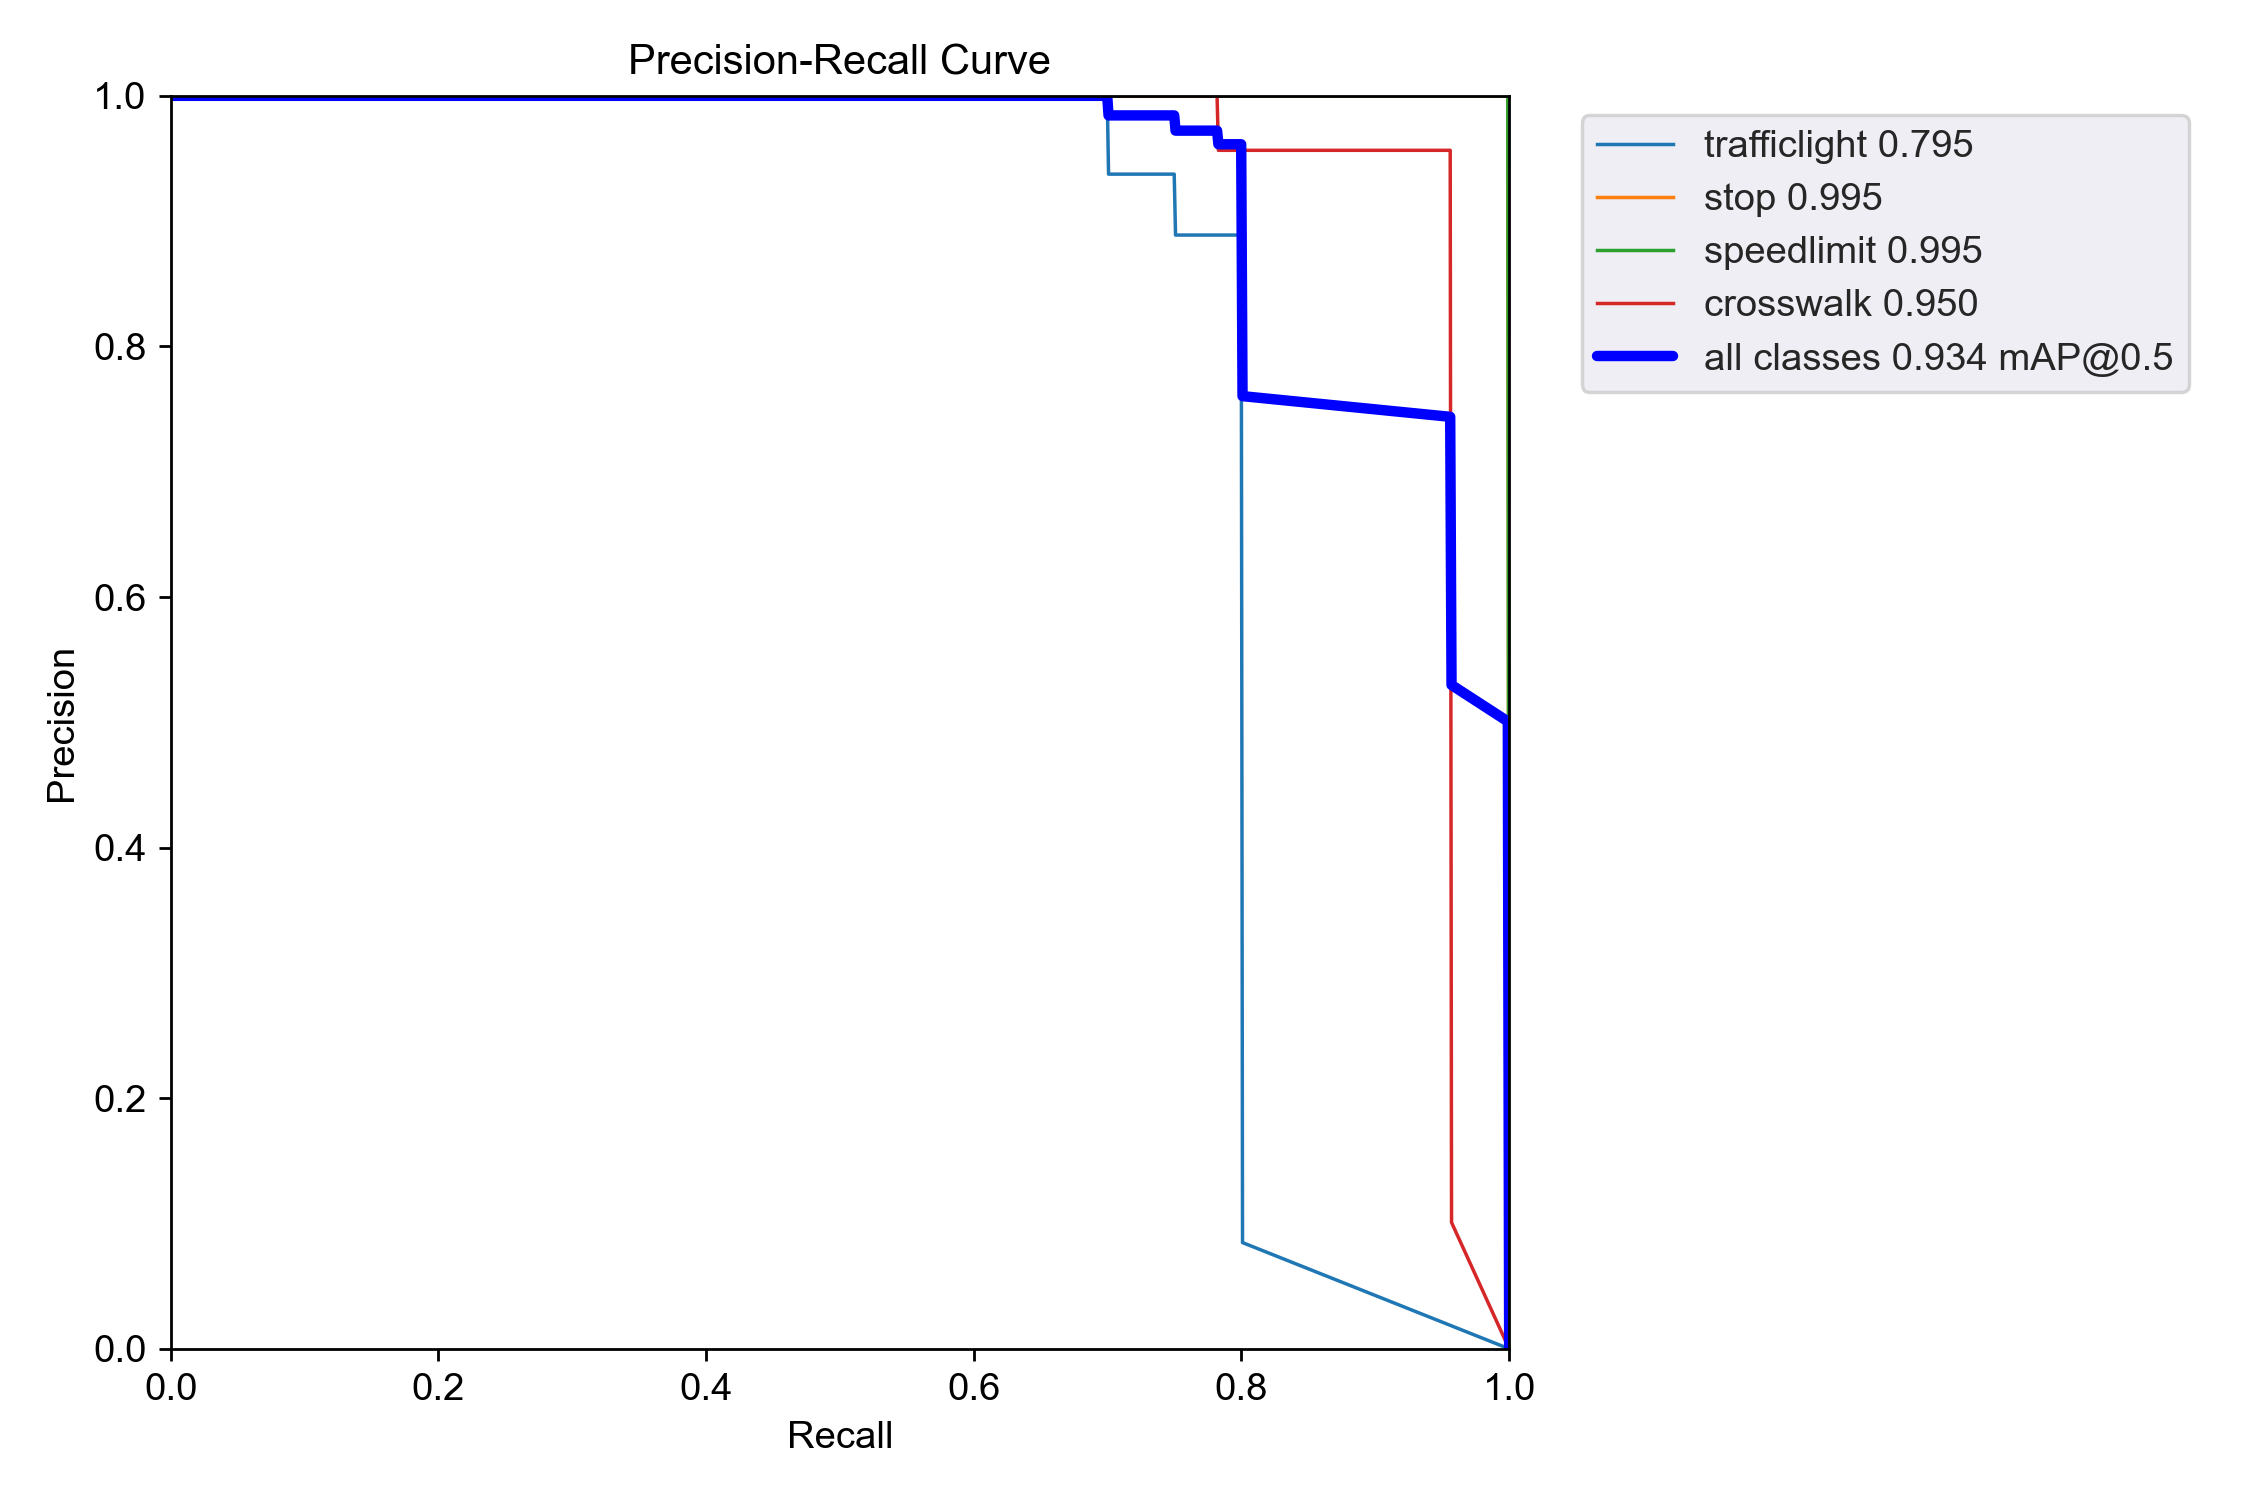 Precision-Recall Curve
1.0
0.8
0.6
0.4
0.2
0.0
Precision
0.0 0.2 0.4 0.6 0.8 1.0
Recall
trafficlight 0.795
stop 0.995
speedlimit 0.995
crosswalk 0.950
all classes 0.934 mAP@0.5